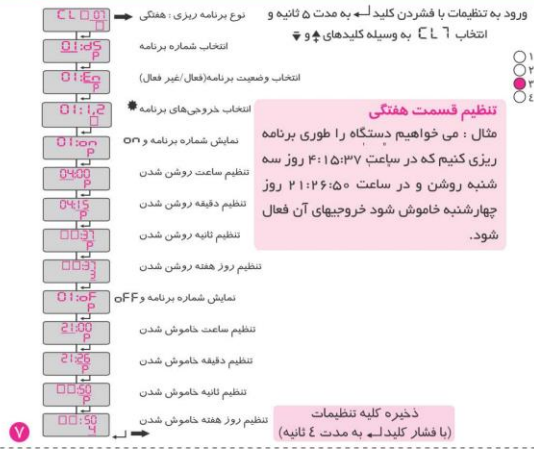 ورود به تنظیمات با فشردن کلید ↵ به مدت ۵ ثانیه و
انتخاب CL7 به وسیله کلیدهای ⇞ و ⇟
۱
۲
۳
٤
تنظیم قسمت هفتگی
مثال : می خواهیم دستگاه را طوری برنامه
ریزی کنیم که در ساعت ۴:۱۵:۳۷ روز سه
شنبه روشن و در ساعت ۲۱:۲۶:۵۰ روز
چهارشنبه خاموش شود خروجیهای آن فعال
شود.
نوع برنامه ریزی : هفتگی CL 07
انتخاب شماره برنامه 01:dS P
انتخاب وضعیت برنامه(فعال/غیر فعال) 01:En P
انتخاب خروجی‌های برنامه 01:1,2
نمایش شماره برنامه و on 01:on P
تنظیم ساعت روشن شدن 04:00 P
تنظیم دقیقه روشن شدن 04:15 P
تنظیم ثانیه روشن شدن 37 P
تنظیم روز هفته روشن شدن 37 3
نمایش شماره برنامه و oFF 01:oF P
تنظیم ساعت خاموش شدن 21:00 P
تنظیم دقیقه خاموش شدن 21:26 P
تنظیم ثانیه خاموش شدن 50 P
تنظیم روز هفته خاموش شدن :50 4
ذخیره کلیه تنظیمات
(با فشار کلید ↵ به مدت ٤ ثانیه)
۷